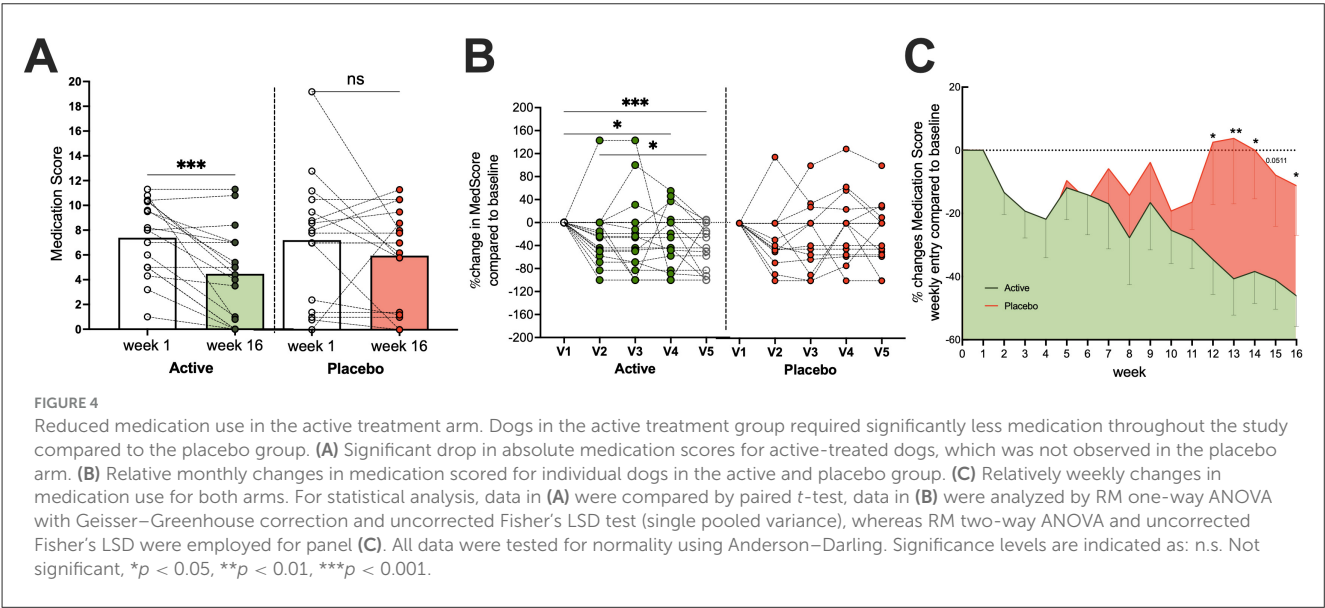 A
Medication Score
20
18
16
14
12
10
8
6
4
2
0
***
ns
week 1
week 16
week 1
week 16
Active
Placebo
B
%change in MedScore
compared to baseline
200
160
120
80
40
0
-40
-80
-120
-160
-200
***
*
*
V1
V2
V3
V4
V5
V1
V2
V3
V4
V5
Active
Placebo
C
% changes Medication Score
weekly entry compared to baseline
20
0
-20
-40
-60
*
**
*
0.0511
*
Active
Placebo
0
1
2
3
4
5
6
7
8
9
10
11
12
13
14
15
16
week
FIGURE 4
Reduced medication use in the active treatment arm. Dogs in the active treatment group required significantly less medication throughout the study
compared to the placebo group. (A) Significant drop in absolute medication scores for active-treated dogs, which was not observed in the placebo
arm. (B) Relative monthly changes in medication scored for individual dogs in the active and placebo group. (C) Relatively weekly changes in
medication use for both arms. For statistical analysis, data in (A) were compared by paired t-test, data in (B) were analyzed by RM one-way ANOVA
with Geisser–Greenhouse correction and uncorrected Fisher's LSD test (single pooled variance), whereas RM two-way ANOVA and uncorrected
Fisher's LSD were employed for panel (C). All data were tested for normality using Anderson–Darling. Significance levels are indicated as: n.s. Not
significant, *p < 0.05, **p < 0.01, ***p < 0.001.